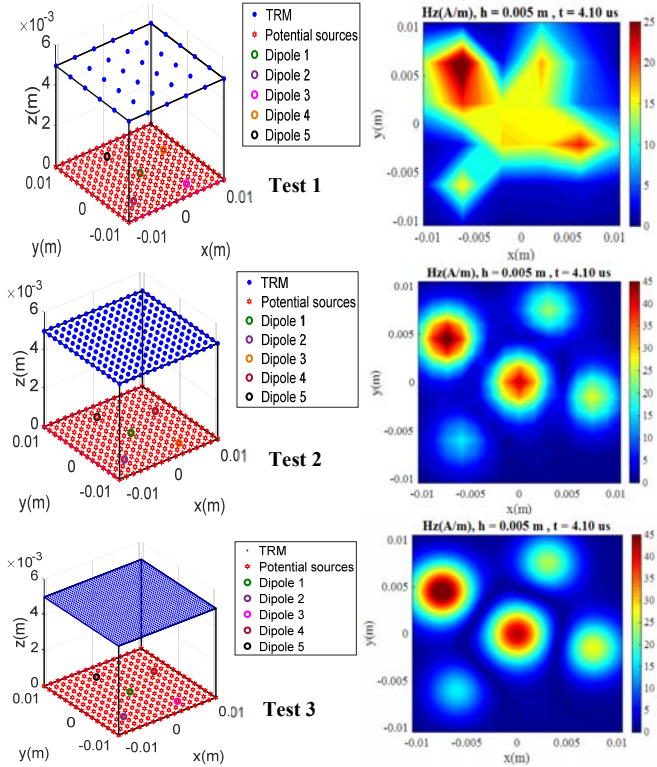 ×10⁻³
6
4
2
0
z(m)
0.01
0
-0.01
y(m)
-0.01
0
0.01
x(m)
TRM
Potential sources
Dipole 1
Dipole 2
Dipole 3
Dipole 4
Dipole 5
Test 1
Hz(A/m), h = 0.005 m, t = 4.10 us
0.01
0.005
0
-0.005
-0.01
y(m)
-0.01
-0.005
0
0.005
0.01
x(m)
25
20
15
10
5
0
×10⁻³
6
4
2
0
z(m)
0.01
0
-0.01
y(m)
-0.01
0
0.01
x(m)
TRM
Potential sources
Dipole 1
Dipole 2
Dipole 3
Dipole 4
Dipole 5
Test 2
Hz(A/m), h = 0.005 m , t = 4.10 us
0.01
0.005
0
-0.005
-0.01
y(m)
-0.01
-0.005
0
0.005
0.01
x(m)
45
40
35
30
25
20
15
10
5
0
×10⁻³
6
4
2
0
z(m)
0.01
0
-0.01
y(m)
-0.01
0
0.01
x(m)
TRM
Potential sources
Dipole 1
Dipole 2
Dipole 3
Dipole 4
Dipole 5
Test 3
Hz(A/m), h = 0.005 m , t = 4.10 us
0.01
0.005
0
-0.005
-0.01
y(m)
-0.01
-0.005
0
0.005
0.01
x(m)
45
40
35
30
25
20
15
10
5
0